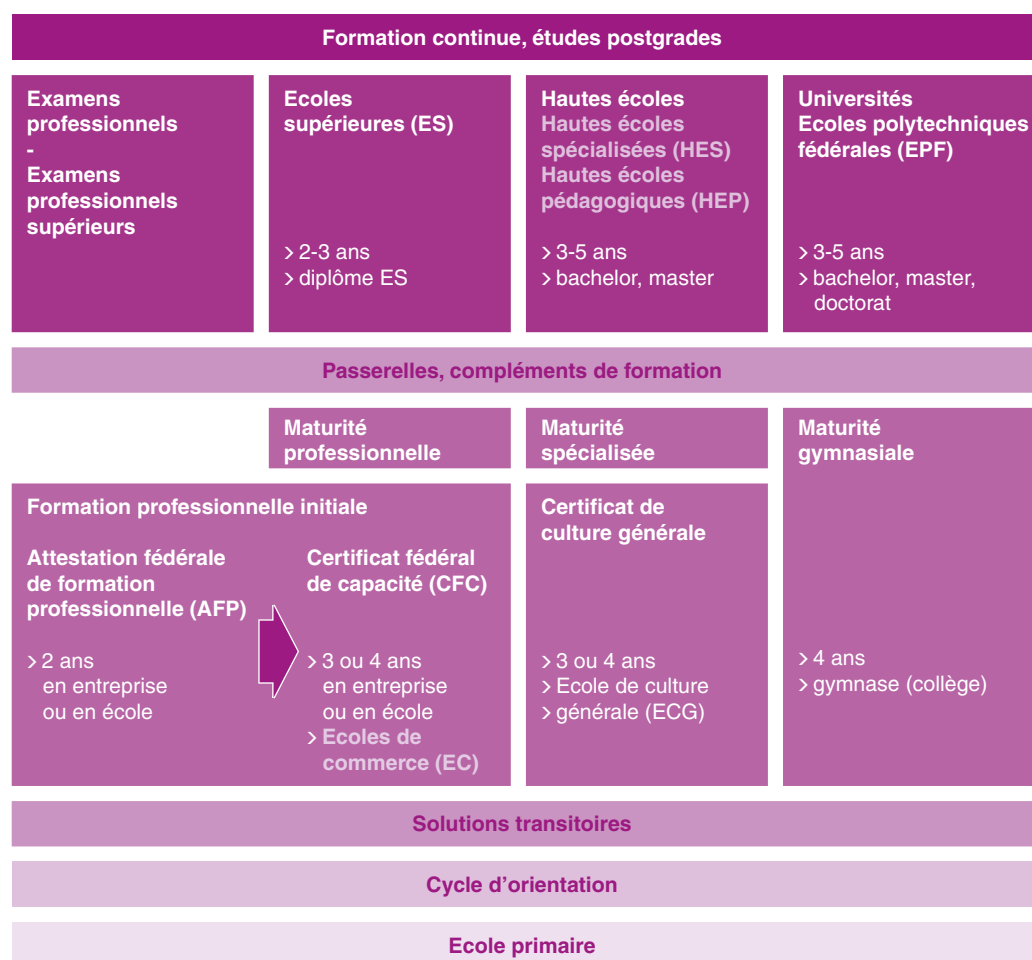 Formation continue, études postgrades
Examens
professionnels
-
Examens
professionnels
supérieurs
Ecoles
supérieures (ES)
> 2-3 ans
> diplôme ES
Hautes écoles
Hautes écoles
spécialisées (HES)
Hautes écoles
pédagogiques (HEP)
> 3-5 ans
> bachelor, master
Universités
Ecoles polytechniques
fédérales (EPF)
> 3-5 ans
> bachelor, master,
doctorat
Passerelles, compléments de formation
Maturité
professionnelle
Maturité
spécialisée
Maturité
gymnasiale
> 4 ans
> gymnase (collège)
Formation professionnelle initiale
Attestation fédérale
de formation
professionnelle (AFP)
> 2 ans
en entreprise
ou en école
Certificat fédéral
de capacité (CFC)
> 3 ou 4 ans
en entreprise
ou en école
> Ecoles de
commerce (EC)
Certificat de
culture générale
> 3 ou 4 ans
> Ecole de culture
> générale (ECG)
Solutions transitoires
Cycle d’orientation
Ecole primaire